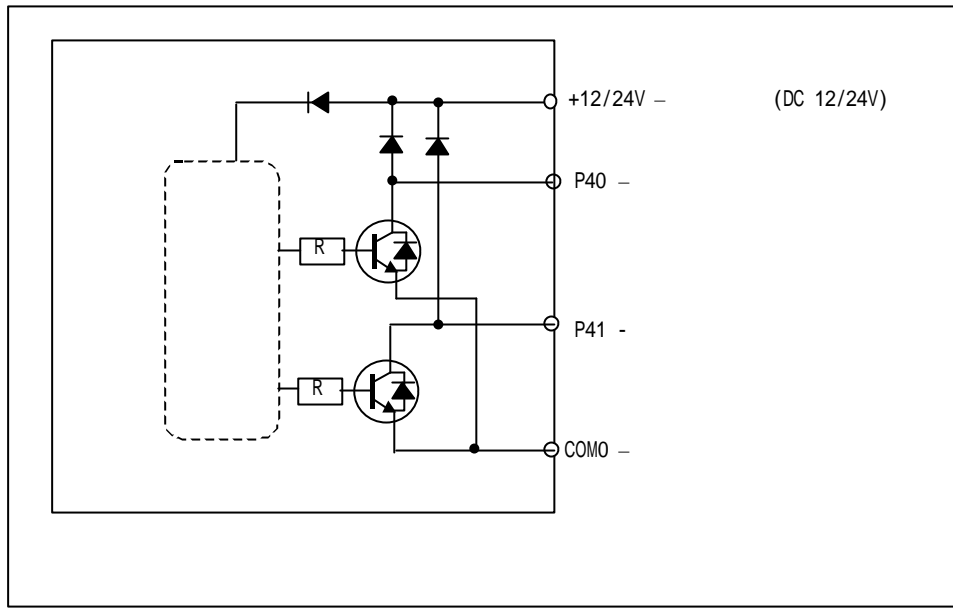 +12/24V – (DC 12/24V)
P40 –
R
P41 -
R
COM0 –